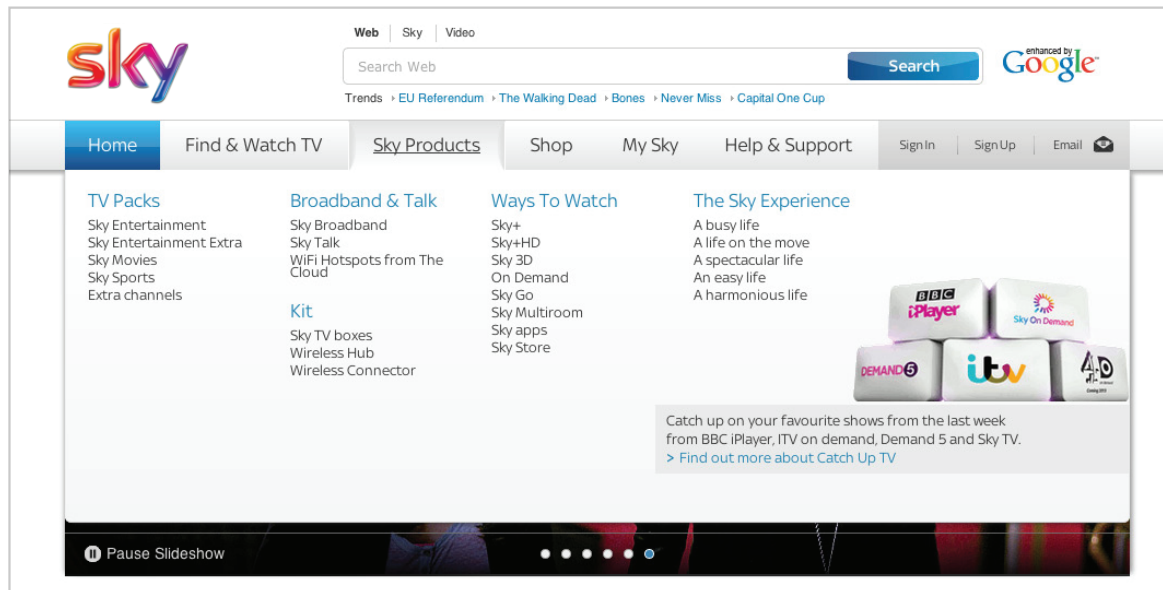 sky
Web Sky Video
Search Web
Search
enhanced by
Google
Trends EU Referendum The Walking Dead Bones Never Miss Capital One Cup
Home Find & Watch TV Sky Products Shop My Sky Help & Support Sign In Sign Up Email
TV Packs
Sky Entertainment
Sky Entertainment Extra
Sky Movies
Sky Sports
Extra channels
Broadband & Talk
Sky Broadband
Sky Talk
WiFi Hotspots from The
Cloud
Kit
Sky TV boxes
Wireless Hub
Wireless Connector
Ways To Watch
Sky+
Sky+HD
Sky 3D
On Demand
Sky Go
Sky Multiroom
Sky apps
Sky Store
The Sky Experience
A busy life
A life on the move
A spectacular life
An easy life
A harmonious life
BBC
iPlayer
Sky On Demand
DEMAND5
itv
4oD
Catch up on your favourite shows from the last week
from BBC iPlayer, ITV on demand, Demand 5 and Sky TV.
> Find out more about Catch Up TV
Pause Slideshow